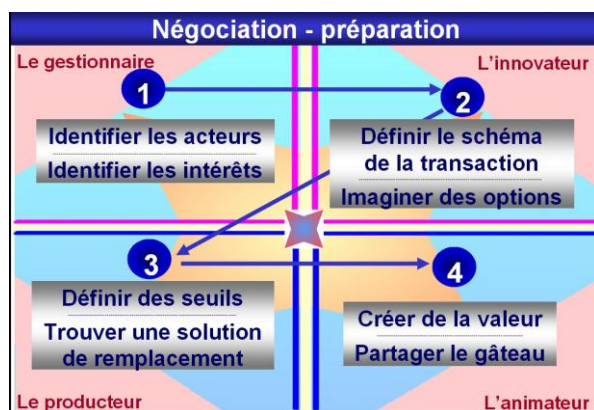 Négociation - préparation
Le gestionnaire
L'innovateur
1
2
Identifier les acteurs
Identifier les intérêts
Définir le schéma
de la transaction
Imaginer des options
3
4
Définir des seuils
Trouver une solution
de remplacement
Créer de la valeur
Partager le gâteau
Le producteur
L'animateur